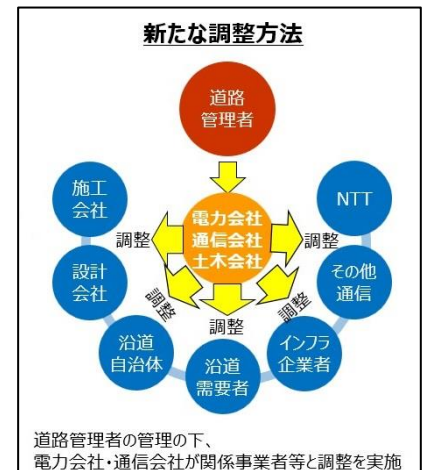 新たな調整方法
道路
管理者
施工
会社
電力会社
通信会社
土木会社
NTT
調整
調整
設計
会社
その他
通信
調整
調整
調整
沿道
自治体
沿道
需要者
インフラ
企業者
道路管理者の管理の下、
電力会社・通信会社が関係事業者等と調整を実施